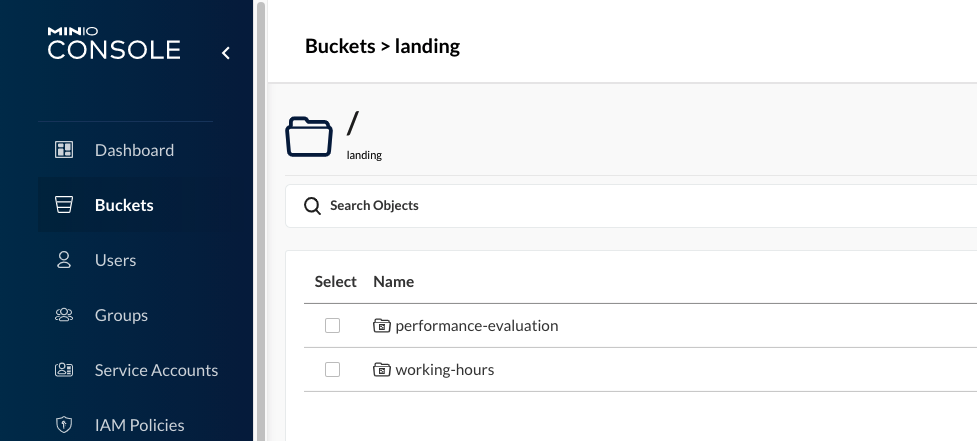 MINIO
CONSOLE
Dashboard
Buckets
Users
Groups
Service Accounts
IAM Policies
Buckets > landing
/
landing
Search Objects
Select Name
performance-evaluation
working-hours